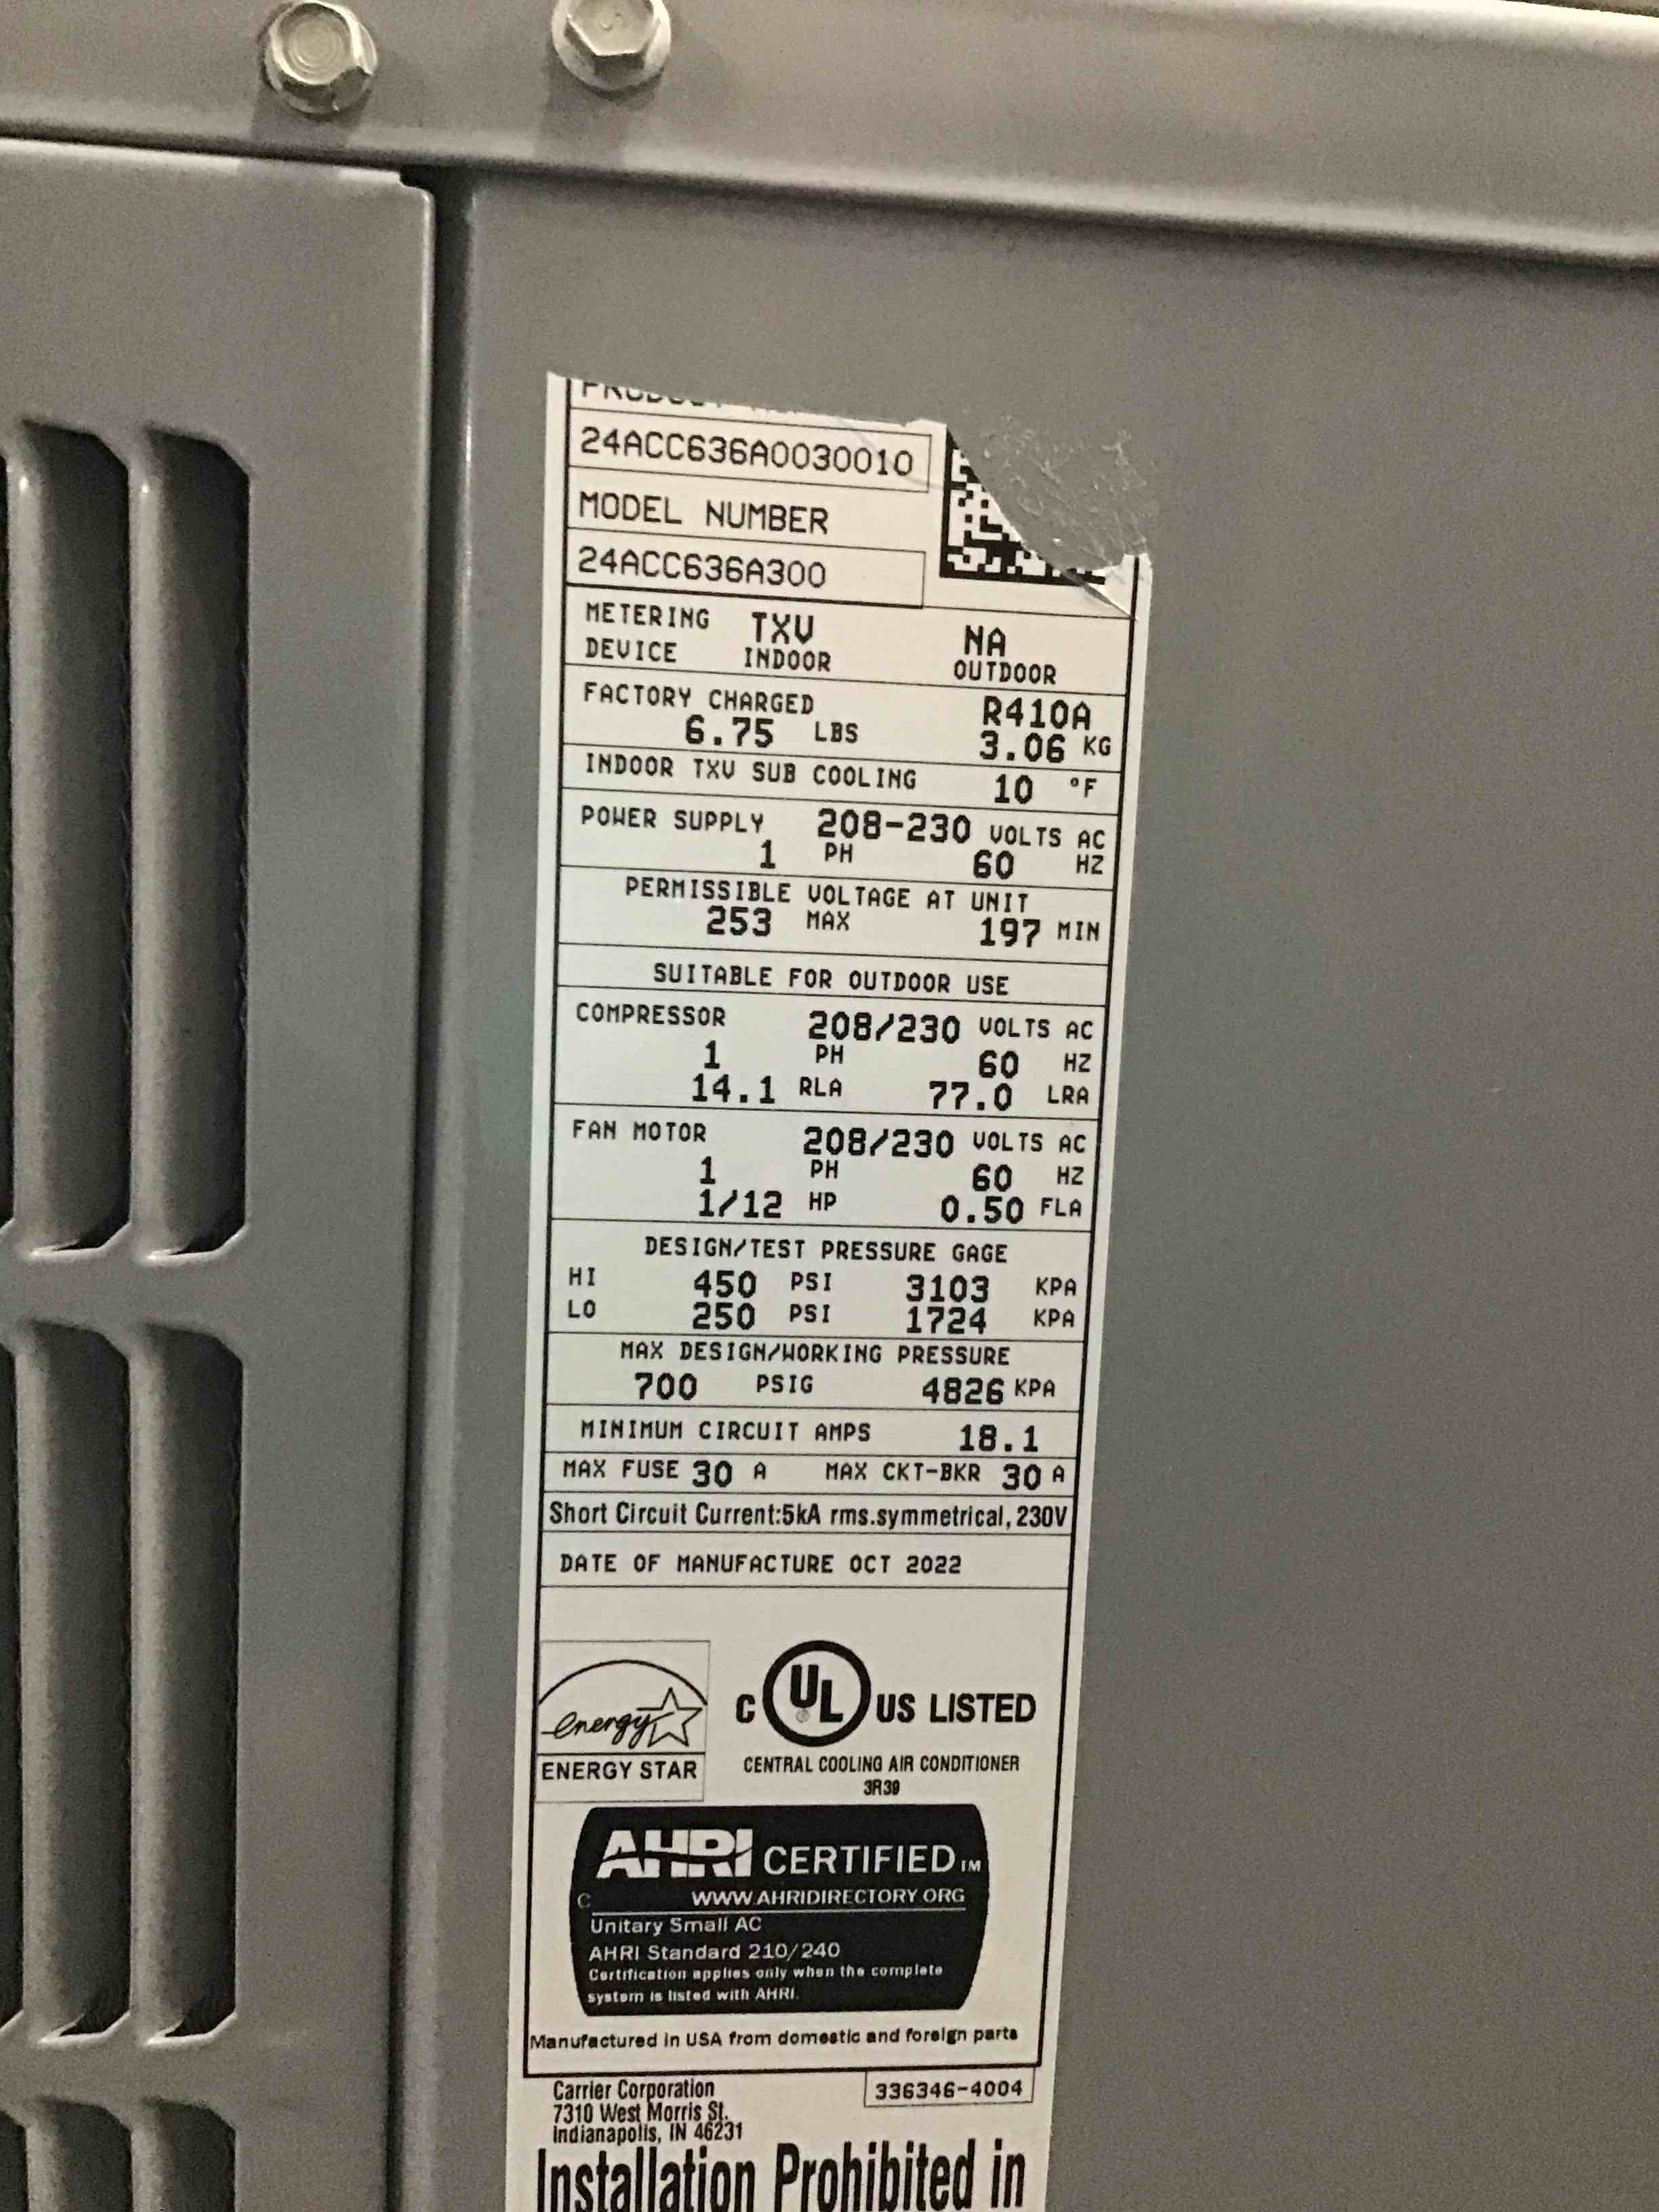 24ACC636A0030010
MODEL NUMBER
24ACC636A300
METERING DEVICE TXV INDOOR NA OUTDOOR
FACTORY CHARGED R410A
6.75 LBS 3.06 KG
INDOOR TXV SUB COOLING 10 °F
POWER SUPPLY 208-230 VOLTS AC
1 PH 60 HZ
PERMISSIBLE VOLTAGE AT UNIT
253 MAX 197 MIN
SUITABLE FOR OUTDOOR USE
COMPRESSOR 208/230 VOLTS AC
1 PH 60 HZ
14.1 RLA 77.0 LRA
FAN MOTOR 208/230 VOLTS AC
1 PH 60 HZ
1/12 HP 0.50 FLA
DESIGN/TEST PRESSURE GAGE
HI 450 PSI 3103 KPA
LO 250 PSI 1724 KPA
MAX DESIGN/WORKING PRESSURE
700 PSIG 4826 KPA
MINIMUM CIRCUIT AMPS 18.1
MAX FUSE 30 A MAX CKT-BKR 30 A
Short Circuit Current:5kA rms.symmetrical, 230V
DATE OF MANUFACTURE OCT 2022
energy
ENERGY STAR
C UL ® US LISTED
CENTRAL COOLING AIR CONDITIONER
3R39
AHRI CERTIFIED TM
C WWW.AHRIDIRECTORY.ORG
Unitary Small AC
AHRI Standard 210/240
Certification applies only when the complete
system is listed with AHRI.
Manufactured in USA from domestic and foreign parts
Carrier Corporation 336346-4004
7310 West Morris St.
Indianapolis, IN 46231
Installation Prohibited in